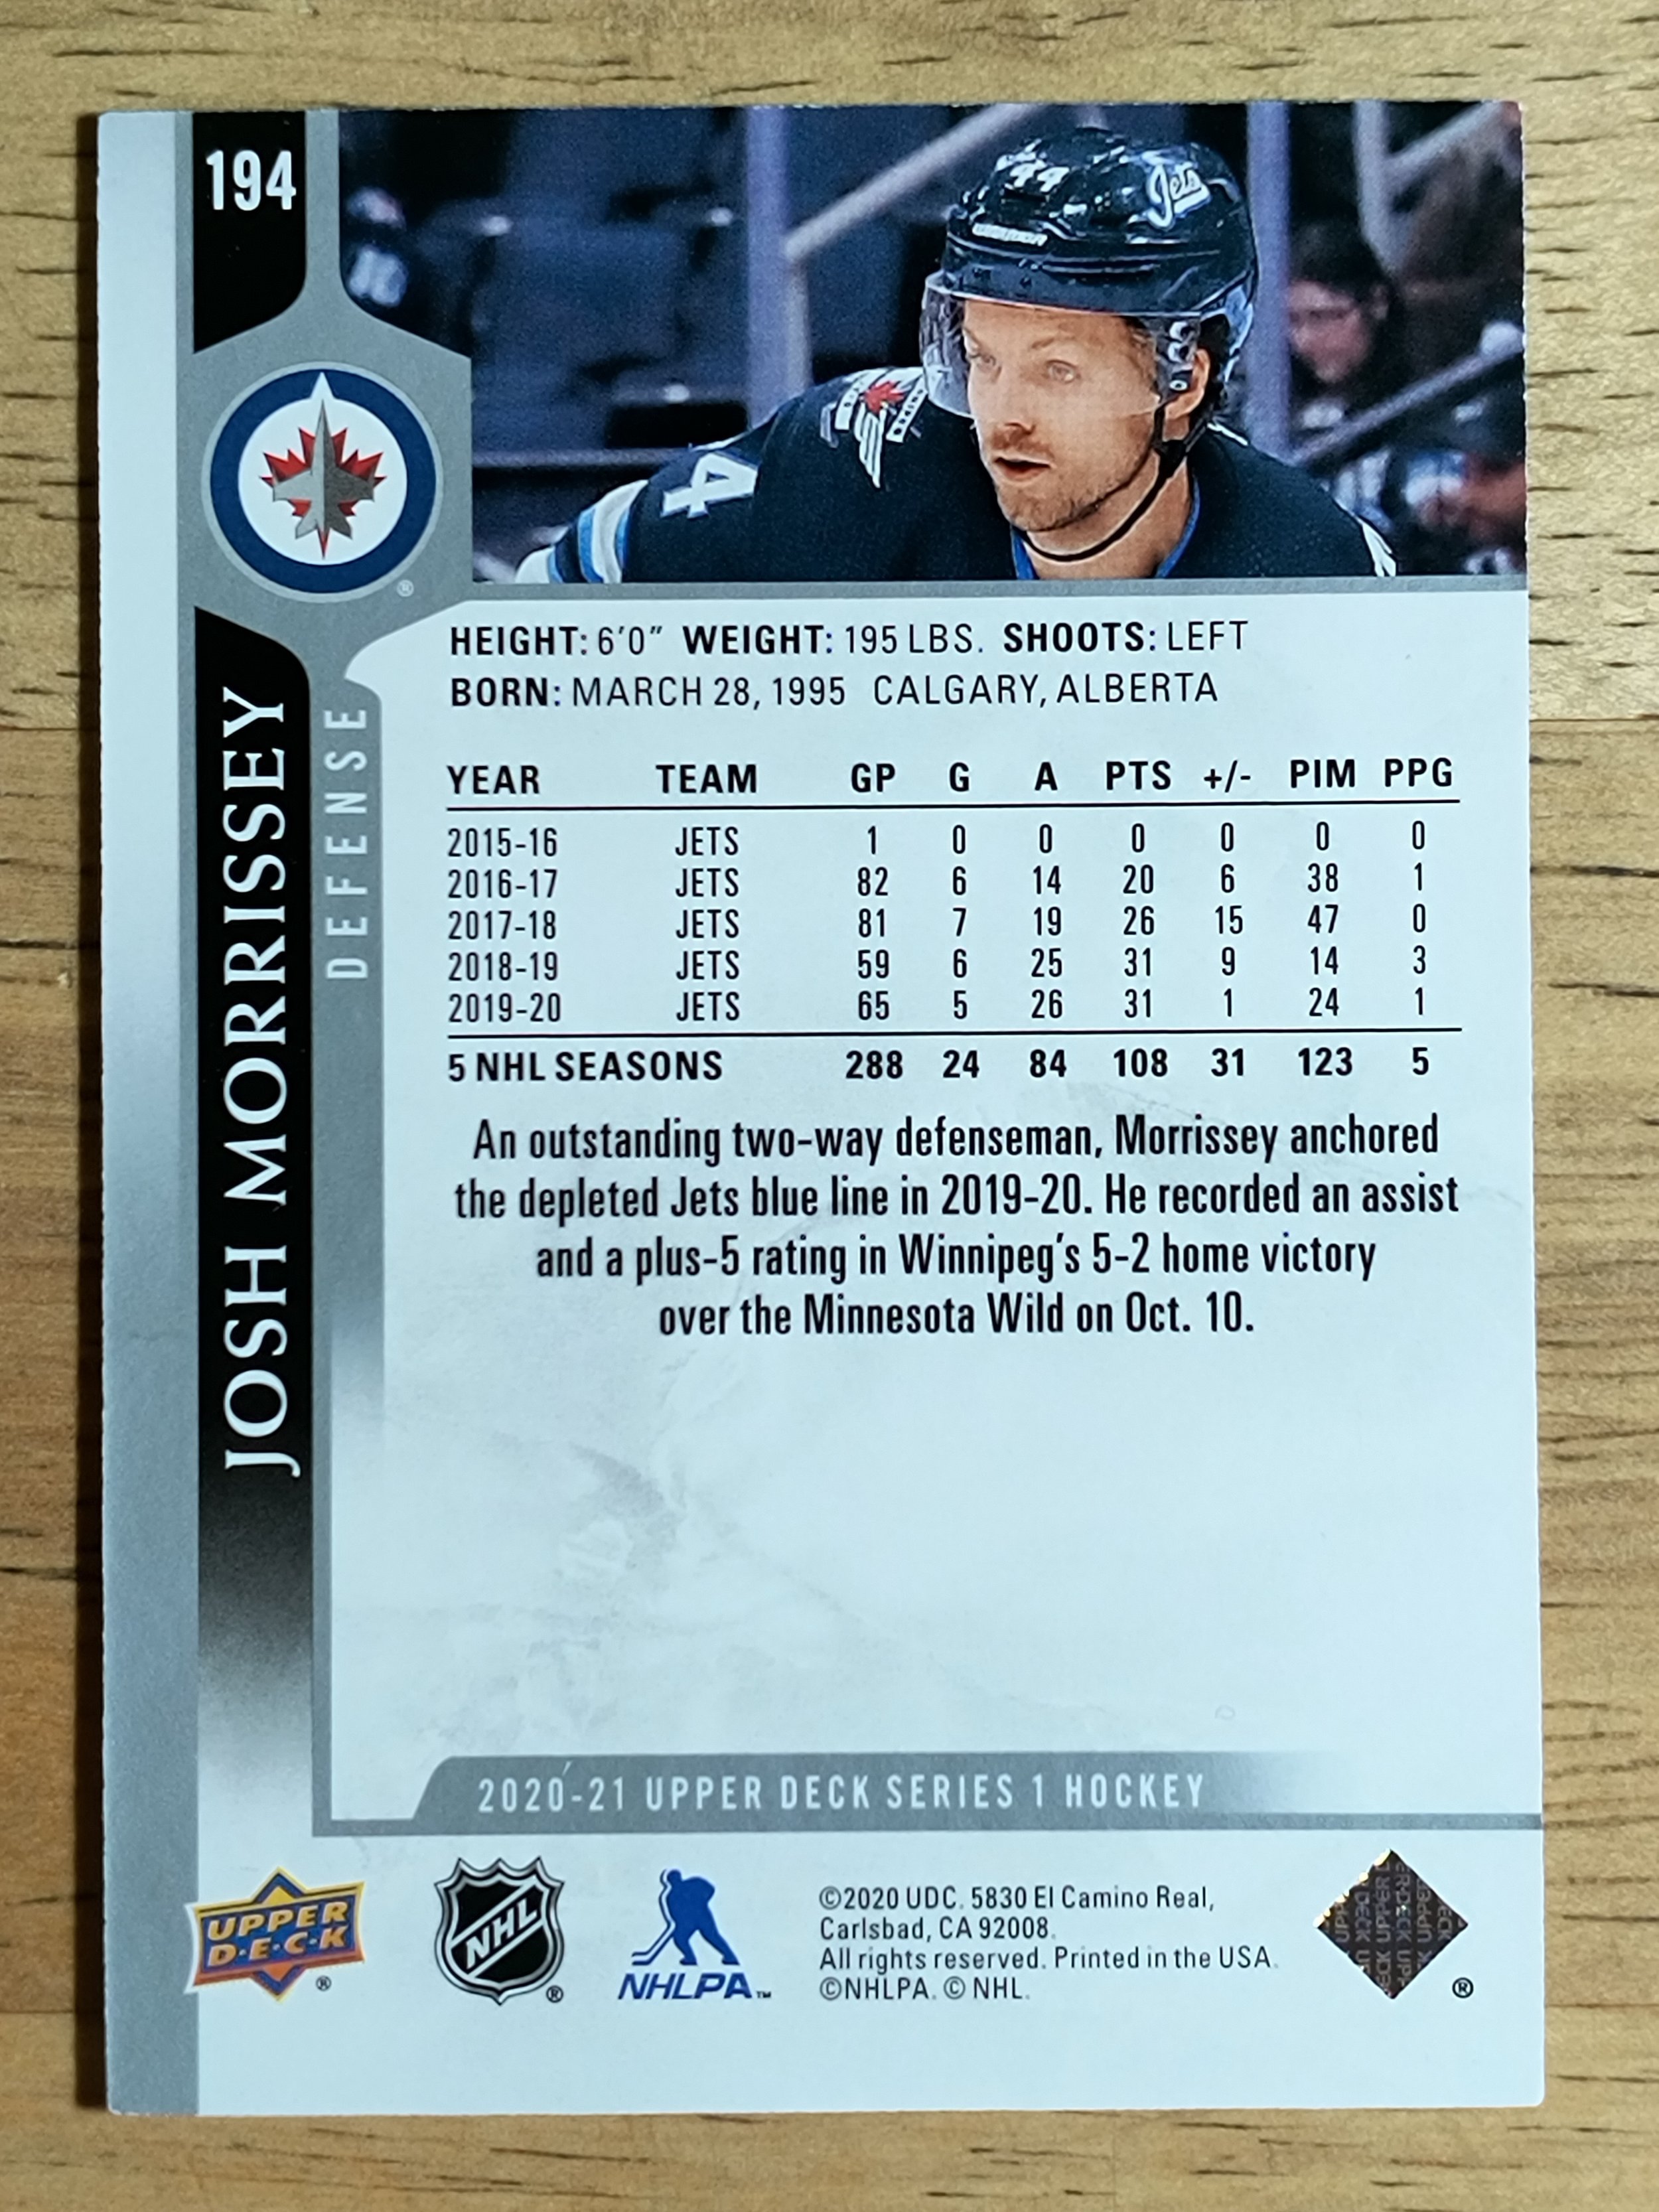 194
44
Jets
4
JOSH MORRISSEY
DEFENSE
HEIGHT: 6'0" WEIGHT: 195 LBS. SHOOTS: LEFT
BORN: MARCH 28, 1995 CALGARY, ALBERTA
YEAR TEAM GP G A PTS +/- PIM PPG
2015-16 JETS 1 0 0 0 0 0 0
2016-17 JETS 82 6 14 20 6 38 1
2017-18 JETS 81 7 19 26 15 47 0
2018-19 JETS 59 6 25 31 9 14 3
2019-20 JETS 65 5 26 31 1 24 1
5 NHL SEASONS 288 24 84 108 31 123 5
An outstanding two-way defenseman, Morrissey anchored
the depleted Jets blue line in 2019-20. He recorded an assist
and a plus-5 rating in Winnipeg's 5-2 home victory
over the Minnesota Wild on Oct. 10.
2020-21 UPPER DECK SERIES 1 HOCKEY
UPPER
D·E·C·K ®
NHL ®
NHLPA™
©2020 UDC. 5830 El Camino Real,
Carlsbad, CA 92008.
All rights reserved. Printed in the USA.
©NHLPA. © NHL.
®